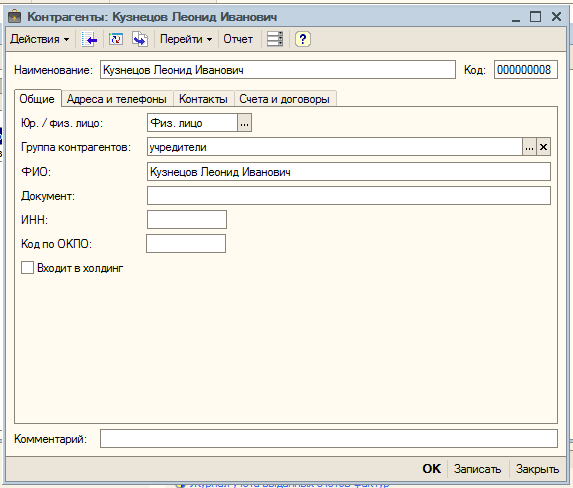 Контрагенты: Кузнецов Леонид Иванович
Действия Перейти Отчет ?
Наименование: Кузнецов Леонид Иванович Код: 000000008
Общие Адреса и телефоны Контакты Счета и договоры
Юр. / физ. лицо: Физ. лицо ...
Группа контрагентов: учредители ... x
ФИО: Кузнецов Леонид Иванович
Документ:
ИНН:
Код по ОКПО:
Входит в холдинг
Комментарий:
OK Записать Закрыть